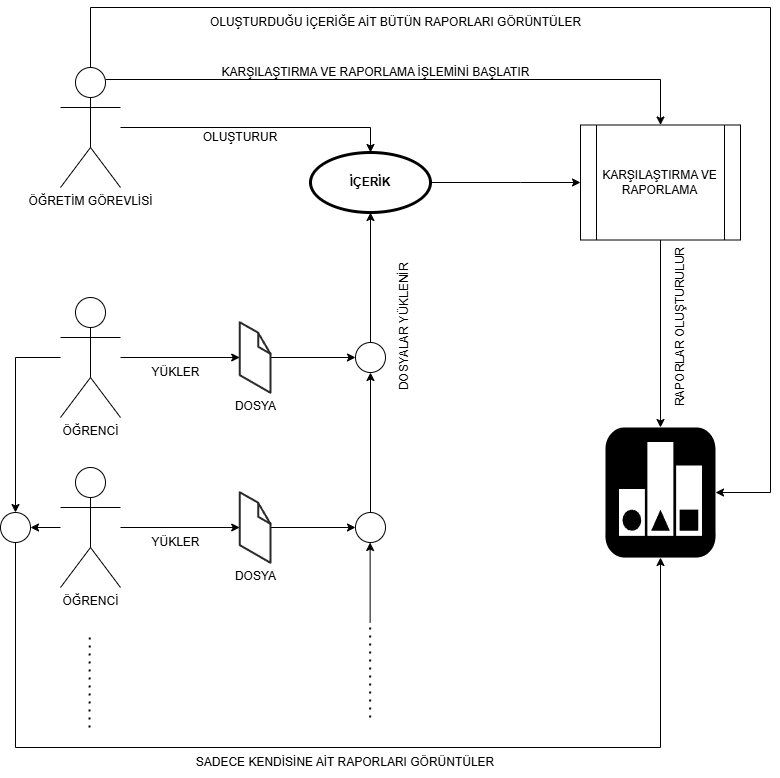 OLUŞTURDUĞU İÇERİĞE AİT BÜTÜN RAPORLARI GÖRÜNTÜLER
KARŞILAŞTIRMA VE RAPORLAMA İŞLEMİNİ BAŞLATIR
OLUŞTURUR
ÖĞRETİM GÖREVLİSİ
İÇERİK
KARŞILAŞTIRMA VE
RAPORLAMA
DOSYALAR YÜKLENİR
RAPORLAR OLUŞTURULUR
YÜKLER
DOSYA
ÖĞRENCİ
YÜKLER
DOSYA
ÖĞRENCİ
SADECE KENDİSİNE AİT RAPORLARI GÖRÜNTÜLER